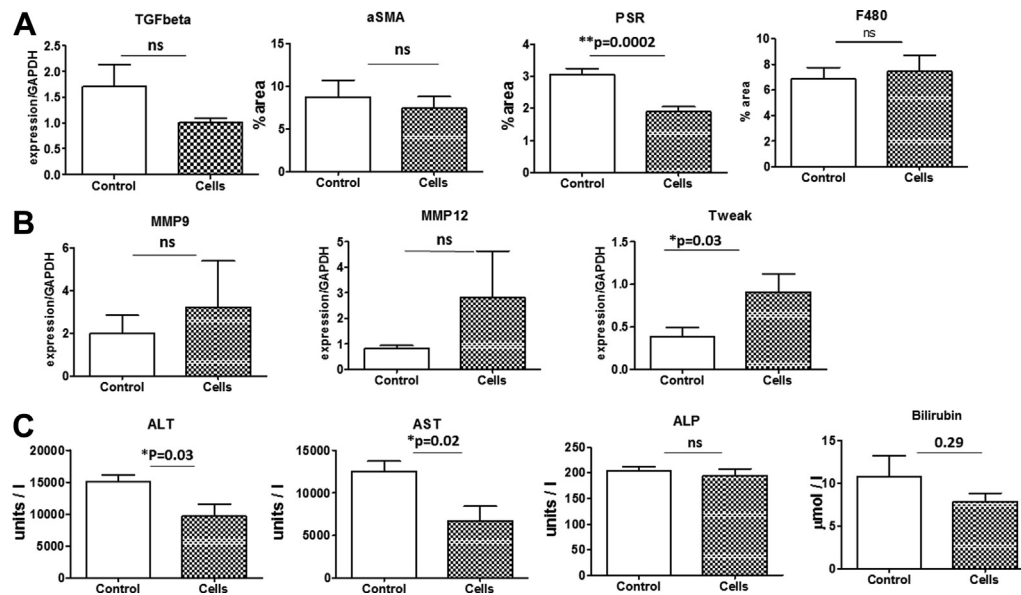 A
TGFbeta
ns
expression/GAPDH
2.5
2.0
1.5
1.0
0.5
0.0
Control Cells
aSMA
ns
% area
15
10
5
0
Control Cells
PSR
**p=0.0002
% area
4
3
2
1
0
Control Cells
F480
ns
% area
10
8
6
4
2
0
Control Cells
B
MMP9
ns
expression/GAPDH
6
4
2
0
Control Cells
MMP12
ns
expression/GAPDH
5
4
3
2
1
0
Control Cells
Tweak
*p=0.03
expression/GAPDH
1.5
1.0
0.5
0.0
Control Cells
C
ALT
*P=0.03
units / l
20000
15000
10000
5000
0
Control Cells
AST
*p=0.02
units / l
15000
10000
5000
0
Control Cells
ALP
ns
units / l
250
200
150
100
50
0
Control Cells
Bilirubin
0.29
μmol / l
15
10
5
0
Control Cells